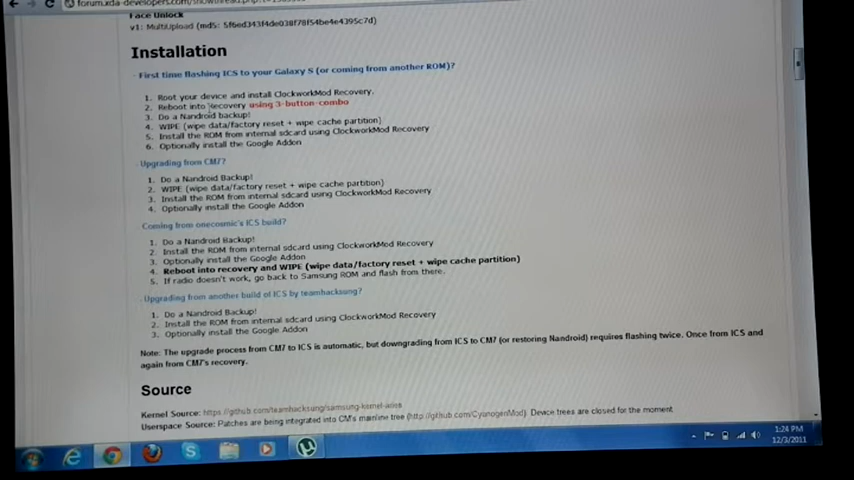 Face Unlock
v1: MultiUpload (md5:
Installation
- First time flashing ICS to your Galaxy S (or coming from another ROM)?
1. Root your device and install ClockworkMod Recovery.
2. Reboot into Recovery using 3-button-combo
3. Do a Nandroid backup!
4. WIPE (wipe data/factory reset + wipe cache partition)
5. Install the ROM from internal sdcard using ClockworkMod Recovery
6. Optionally install the Google Addon
- Upgrading from CM7?
1. Do a Nandroid Backup!
2. WIPE (wipe data/factory reset + wipe cache partition)
3. Install the ROM from internal sdcard using ClockworkMod Recovery
4. Optionally install the Google Addon
Coming from onecosmic's ICS build?
1. Do a Nandroid Backup!
2. Install the ROM from internal sdcard using ClockworkMod Recovery
3. Optionally install the Google Addon
4. Reboot into recovery and WIPE (wipe data/factory reset + wipe cache partition)
5. If radio doesn't work, go back to Samsung ROM and flash from there.
- Upgrading from another build of ICS by teamhacksung?
1. Do a Nandroid Backup!
2. Install the ROM from internal sdcard using ClockworkMod Recovery
3. Optionally install the Google Addon
Note: The upgrade process from CM7 to ICS is automatic, but downgrading from ICS to CM7 (or restoring Nandroid) requires flashing twice. Once from ICS and
again from CM7's recovery.
Source
Kernel Source: https://github.com/teamhacksung/samsung-kernel-aries
Userspace Source: Patches are being integrated into CM's mainline tree (http://github.com/CyanogenMod). Device trees are closed for the moment
1:24 PM
12/3/2011